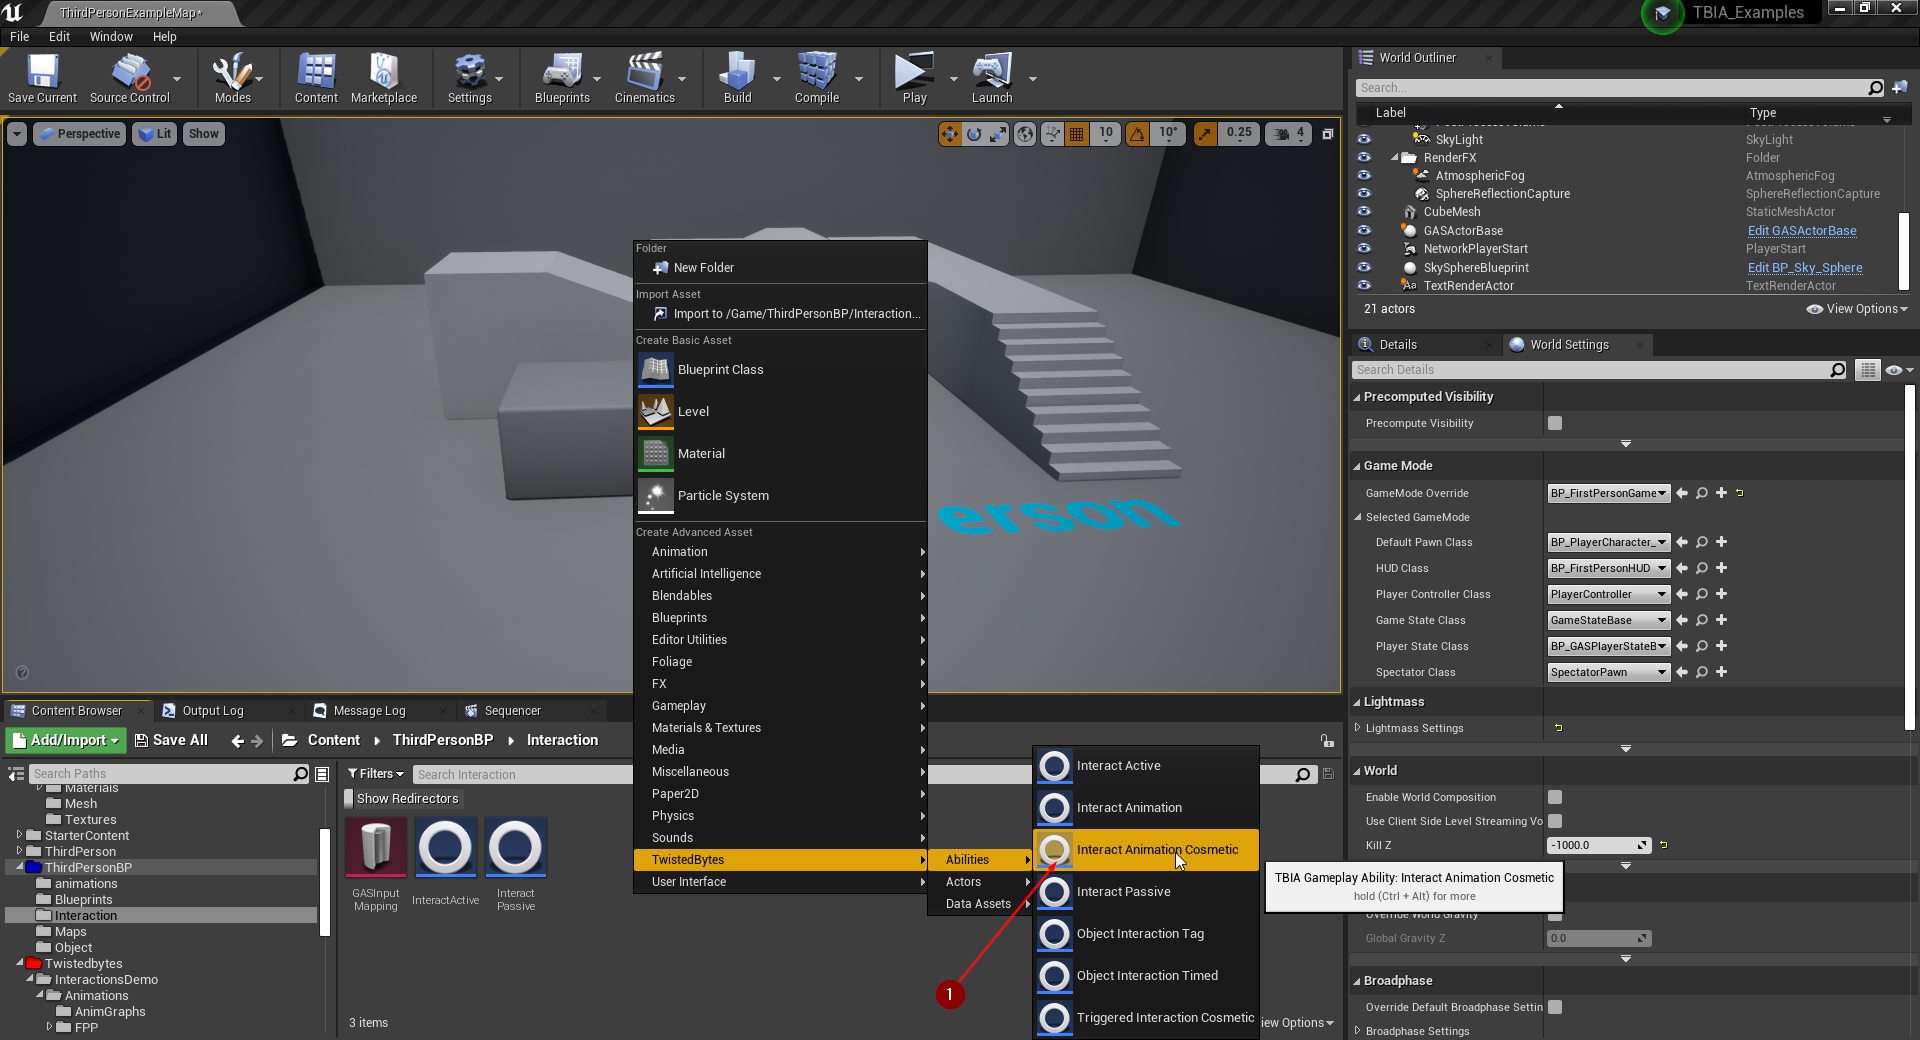 ThirdPersonExampleMap*
TBIA_Examples
File Edit Window Help
Save Current Source Control Modes Content Marketplace Settings Blueprints Cinematics Build Compile Play Launch
Perspective Lit Show
10 10° 0.25 4
erson
World Outliner
Search...
Label Type
SkyLight SkyLight
RenderFX Folder
AtmosphericFog AtmosphericFog
SphereReflectionCapture SphereReflectionCapture
CubeMesh StaticMeshActor
GASActorBase Edit GASActorBase
NetworkPlayerStart PlayerStart
SkySphereBlueprint Edit BP_Sky_Sphere
TextRenderActor TextRenderActor
21 actors View Options
Details World Settings
Search Details
Precomputed Visibility
Precompute Visibility
Game Mode
GameMode Override BP_FirstPersonGame
Selected GameMode
Default Pawn Class BP_PlayerCharacter_
HUD Class BP_FirstPersonHUD
Player Controller Class PlayerController
Game State Class GameStateBase
Player State Class BP_GASPlayerStateB
Spectator Class SpectatorPawn
Lightmass
Lightmass Settings
World
Enable World Composition
Use Client Side Level Streaming Vo
Kill Z -1000.0
Override World Gravity
Global Gravity Z 0.0
Broadphase
Override Default Broadphase Settin
Broadphase Settings
Folder
New Folder
Import Asset
Import to /Game/ThirdPersonBP/Interaction...
Create Basic Asset
Blueprint Class
Level
Material
Particle System
Create Advanced Asset
Animation
Artificial Intelligence
Blendables
Blueprints
Editor Utilities
Foliage
FX
Gameplay
Materials & Textures
Media
Miscellaneous
Paper2D
Physics
Sounds
TwistedBytes
User Interface
Abilities
Actors
Data Assets
Interact Active
Interact Animation
Interact Animation Cosmetic
Interact Passive
Object Interaction Tag
Object Interaction Timed
Triggered Interaction Cosmetic
TBIA Gameplay Ability: Interact Animation Cosmetic
hold (Ctrl + Alt) for more
1
Content Browser Output Log Message Log Sequencer
Add/Import Save All Content ThirdPersonBP Interaction
Search Paths
Filters Search Interaction
Show Redirectors
Materials
Mesh
Textures
StarterContent
ThirdPerson
ThirdPersonBP
animations
Blueprints
Interaction
Maps
Object
Twistedbytes
InteractionsDemo
Animations
AnimGraphs
FPP
GASInput
Mapping
InteractActive
Interact
Passive
3 items
iew Options